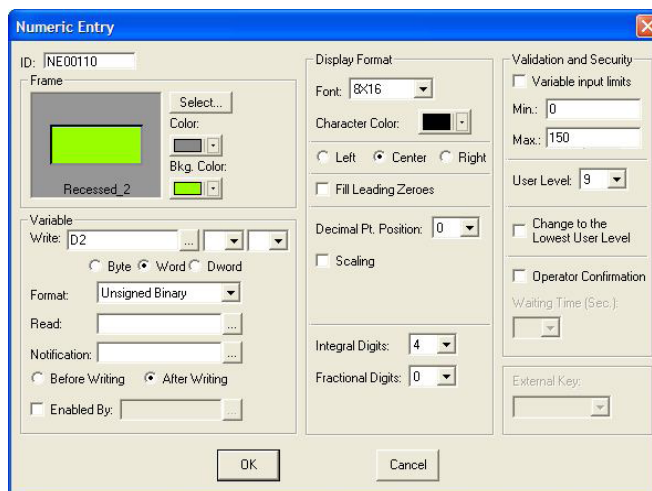 Numeric Entry
ID: NE00110
Frame
Select...
Color:
Bkg. Color:
Recessed_2
Variable
Write: D2 ...
Byte Word Dword
Format: Unsigned Binary
Read: ...
Notification: ...
Before Writing After Writing
Enabled By: ...
Display Format
Font: 8X16
Character Color:
Left Center Right
Fill Leading Zeroes
Decimal Pt. Position: 0
Scaling
Integral Digits: 4
Fractional Digits: 0
Validation and Security
Variable input limits
Min.: 0
Max.: 150
User Level: 9
Change to the
Lowest User Level
Operator Confirmation
Waiting Time (Sec.):
External Key:
OK Cancel